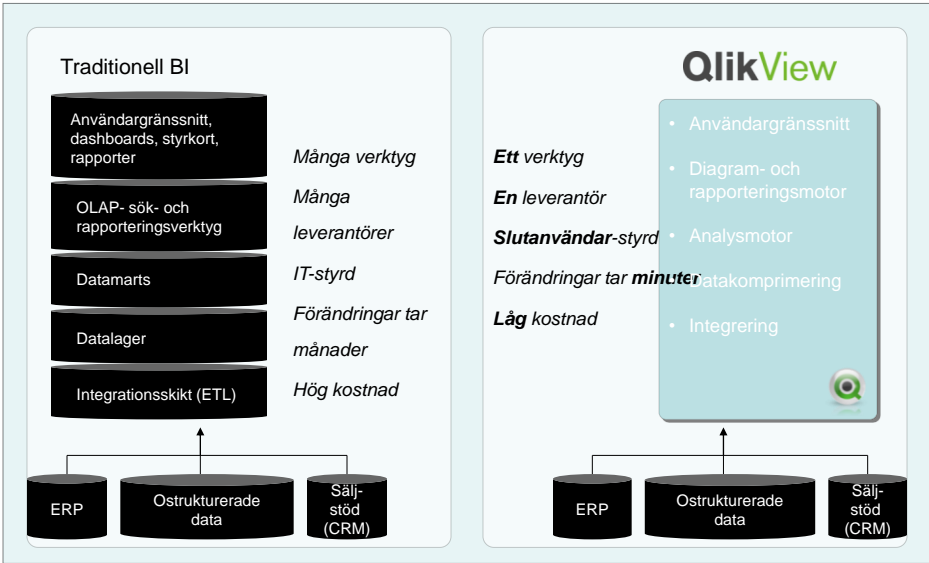 Traditionell BI
Användargränssnitt,
dashboards, styrkort,
rapporter
OLAP- sök- och
rapporteringsverktyg
Datamarts
Datalager
Integrationsskikt (ETL)
Många verktyg
Många
leverantörer
IT-styrd
Förändringar tar
månader
Hög kostnad
ERP
Ostrukturerade
data
Sälj-
stöd
(CRM)
QlikView
Ett verktyg
En leverantör
Slutanvändar-styrd
Förändringar tar minuter
Låg kostnad
• Användargränssnitt
• Diagram- och
rapporteringsmotor
• Analysmotor
• Datakomprimering
• Integrering
ERP
Ostrukturerade
data
Sälj-
stöd
(CRM)